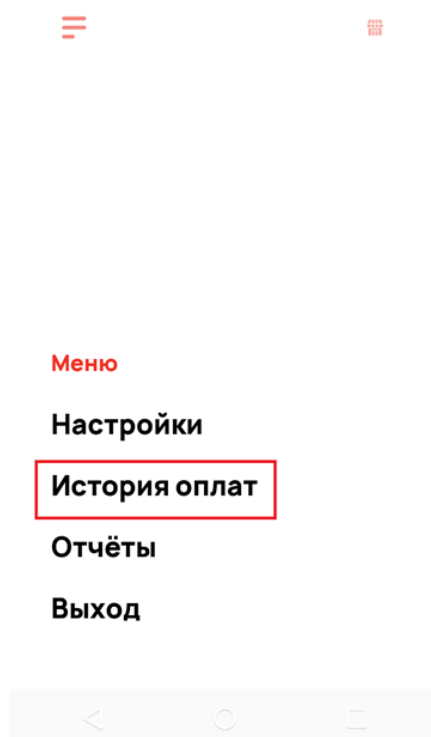 Меню
Настройки
История оплат
Отчёты
Выход